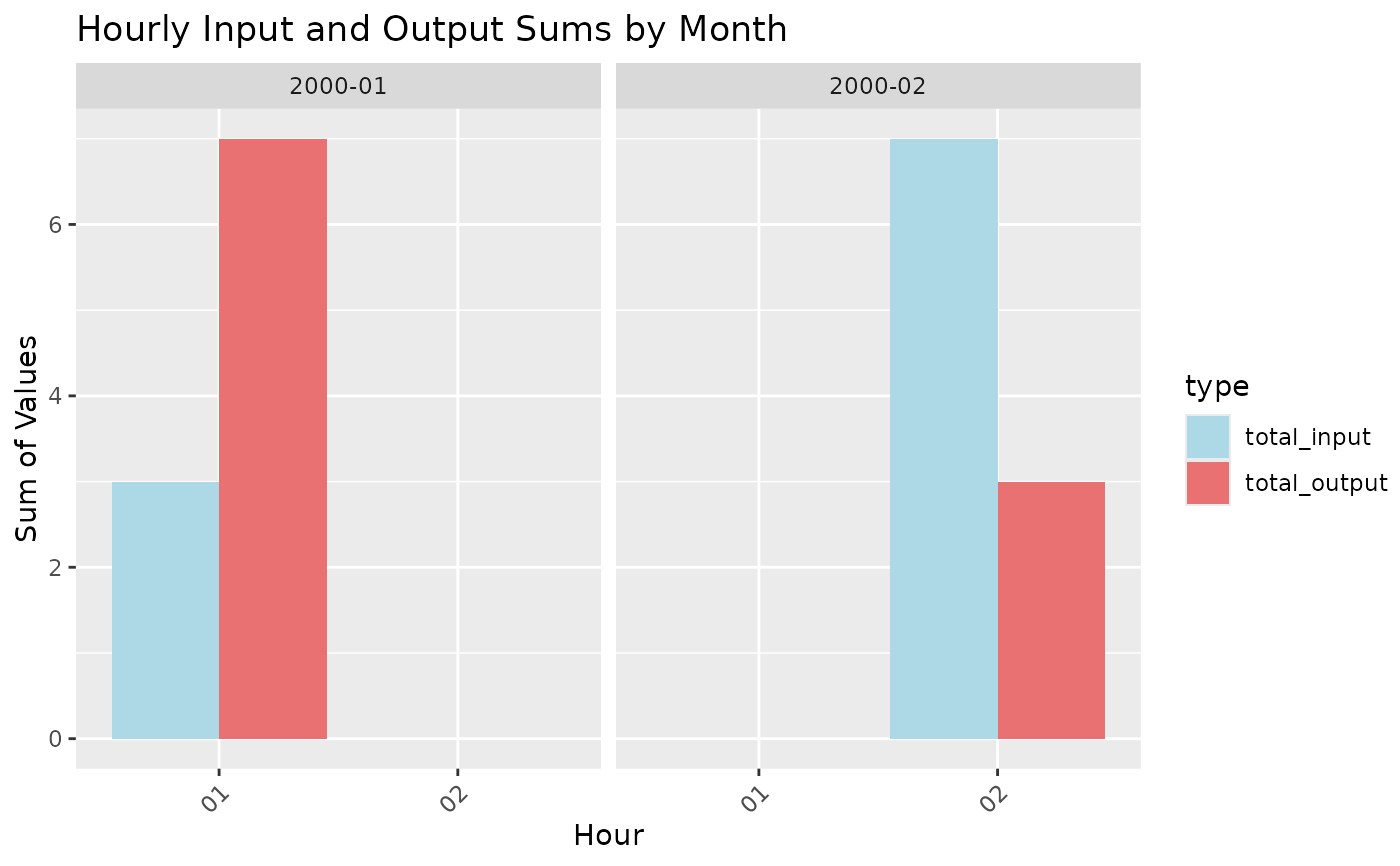 Hourly Input and Output Sums by Month
2000-01
2000-02
Sum of Values
6
4
2
0
01
02
01
02
Hour
type
total_input
total_output